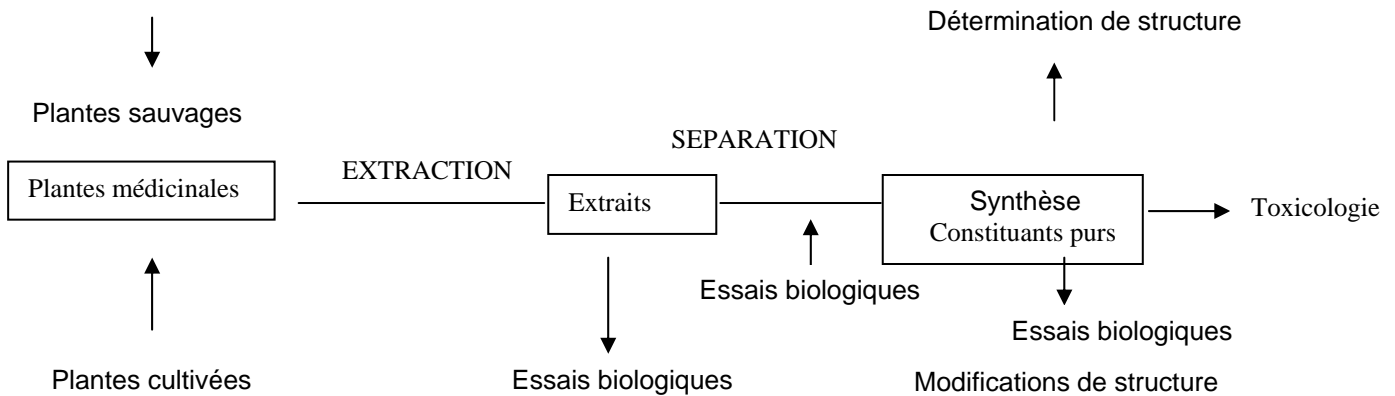 Détermination de structure
Plantes sauvages
SEPARATION
EXTRACTION
Plantes médicinales
Extraits
Synthèse
Constituants purs
Toxicologie
Essais biologiques
Essais biologiques
Plantes cultivées
Essais biologiques
Modifications de structure